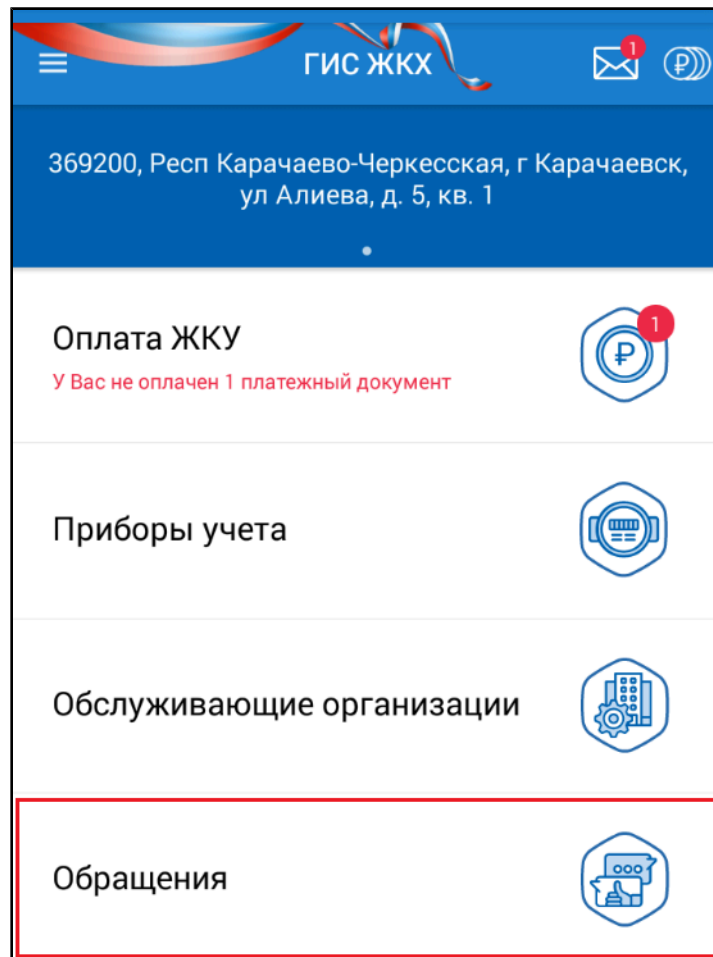 ГИС ЖКХ
1
369200, Респ Карачаево-Черкесская, г Карачаевск,
ул Алиева, д. 5, кв. 1
Оплата ЖКУ
1
У Вас не оплачен 1 платежный документ
Приборы учета
Обслуживающие организации
Обращения